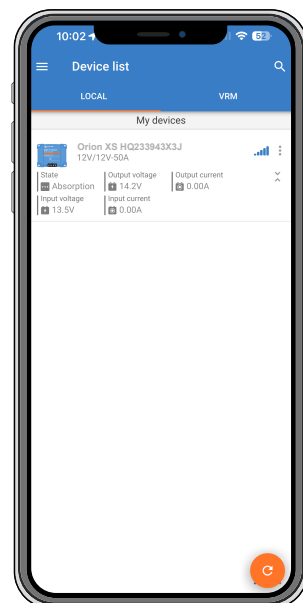 10:02
62
Device list
LOCAL
VRM
My devices
Orion XS HQ233943X3J
12V/12V-50A
State
Output voltage
Output current
Absorption
14.2V
0.00A
Input voltage
Input current
13.5V
0.00A